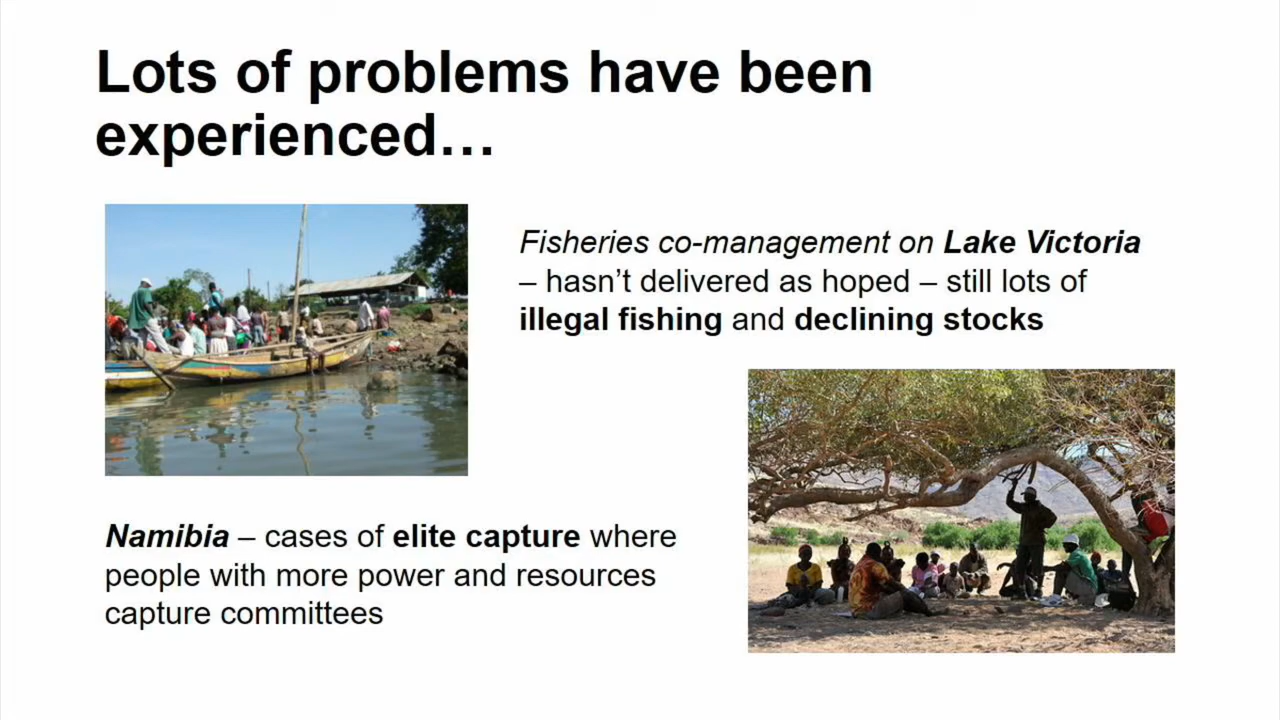 Lots of problems have been
experienced…
Fisheries co-management on Lake Victoria
– hasn’t delivered as hoped – still lots of
illegal fishing and declining stocks
Namibia – cases of elite capture where
people with more power and resources
capture committees